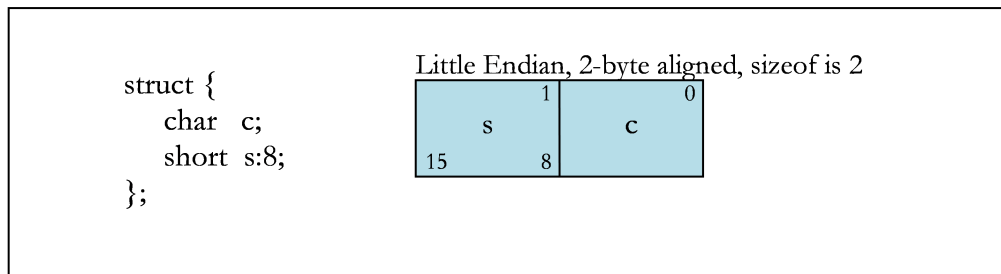 struct {
char c;
short s:8;
};
Little Endian, 2-byte aligned, sizeof is 2
1
0
s
c
15
8